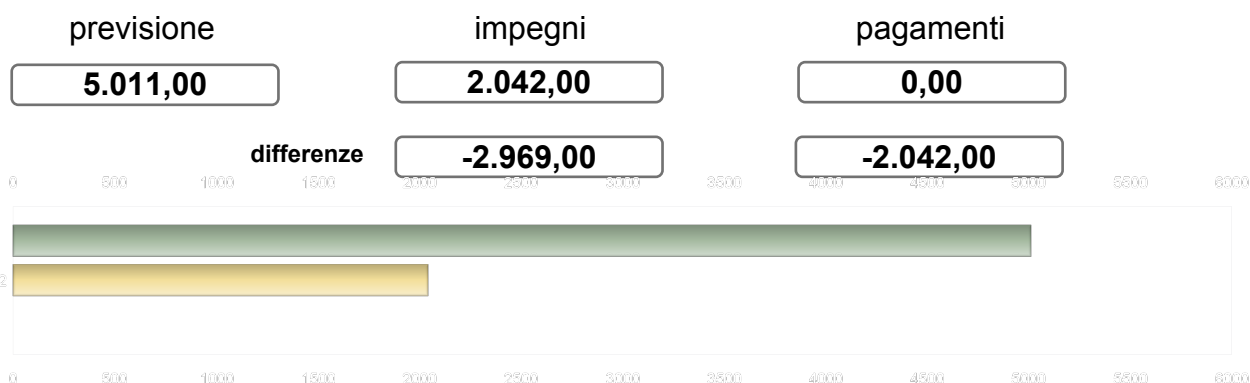 previsione impegni pagamenti
5.011,00 2.042,00 0,00
differenze -2.969,00 -2.042,00
0 500 1000 1500 2000 2500 3000 3500 4000 4500 5000 5500 6000
2
0 500 1000 1500 2000 2500 3000 3500 4000 4500 5000 5500 6000